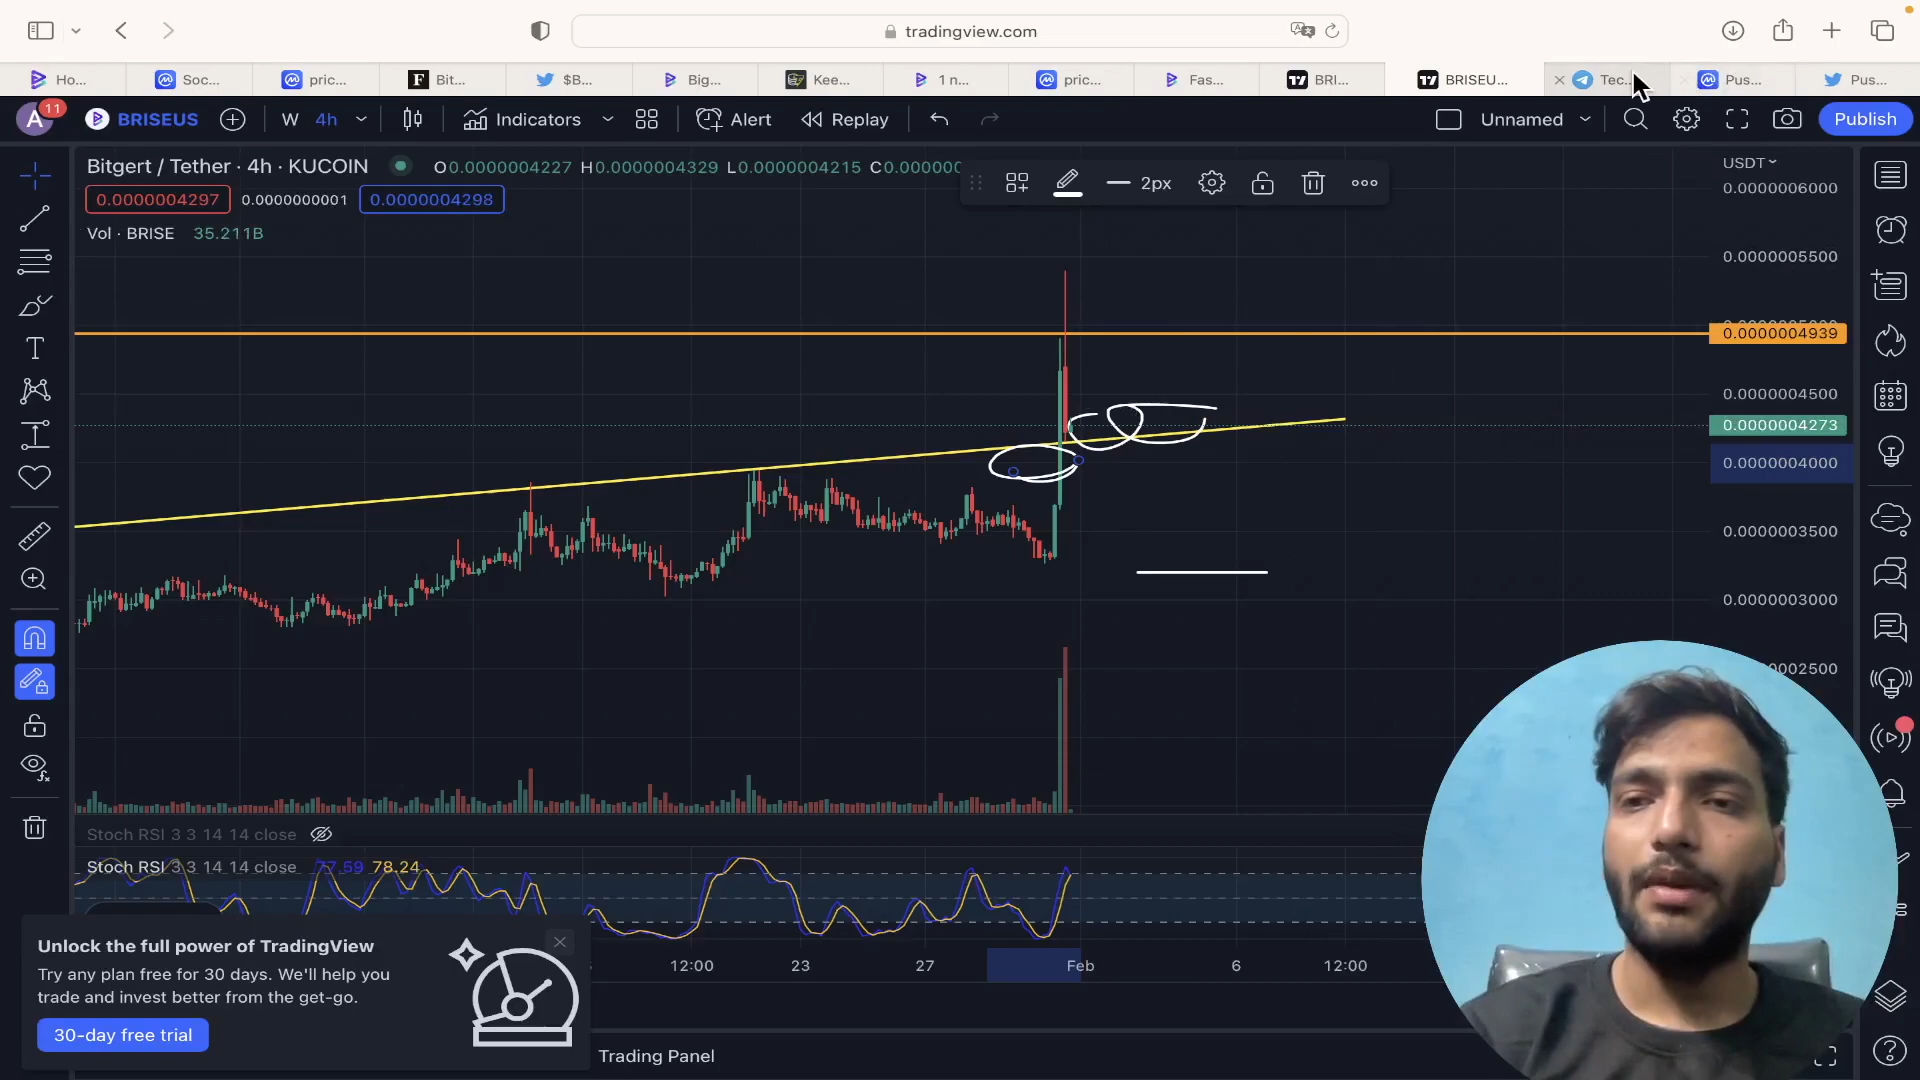 tradingview.com
Ho...
Soc...
pric...
Bit...
$B...
Big...
Kee...
1 n...
pric...
Fas...
BRI...
BRISEU...
Tec...
Pus...
Pus...
A 11 BRISEUS W 4h Indicators Alert Replay Unnamed Publish
Bitgert / Tether · 4h · KUCOIN O0.0000004227 H0.0000004329 L0.0000004215 C0.00000
USDT
2px
0.0000004297 0.0000000001 0.0000004298
Vol · BRISE 35.211B
0.0000006000
0.0000005500
0.0000004939
0.0000004500
0.0000004273
0.0000004000
0.0000003500
0.0000003000
002500
Stoch RSI 3 3 14 14 close
Stoch RSI 3 3 14 14 close 77.59 78.24
12:00 23 27 Feb 6 12:00
Unlock the full power of TradingView
Try any plan free for 30 days. We'll help you
trade and invest better from the get-go.
30-day free trial
Trading Panel